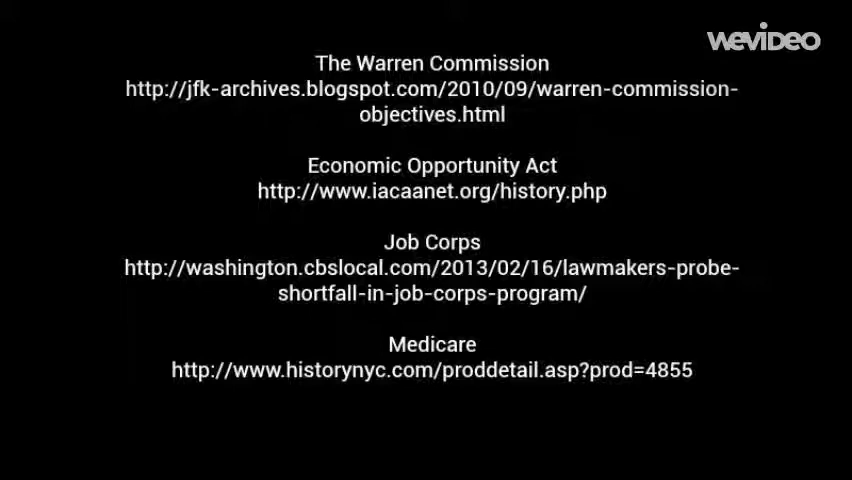 WEVIDEO
The Warren Commission
http://jfk-archives.blogspot.com/2010/09/warren-commission-
objectives.html
Economic Opportunity Act
http://www.iacaanet.org/history.php
Job Corps
http://washington.cbslocal.com/2013/02/16/lawmakers-probe-
shortfall-in-job-corps-program/
Medicare
http://www.historynyc.com/proddetail.asp?prod=4855